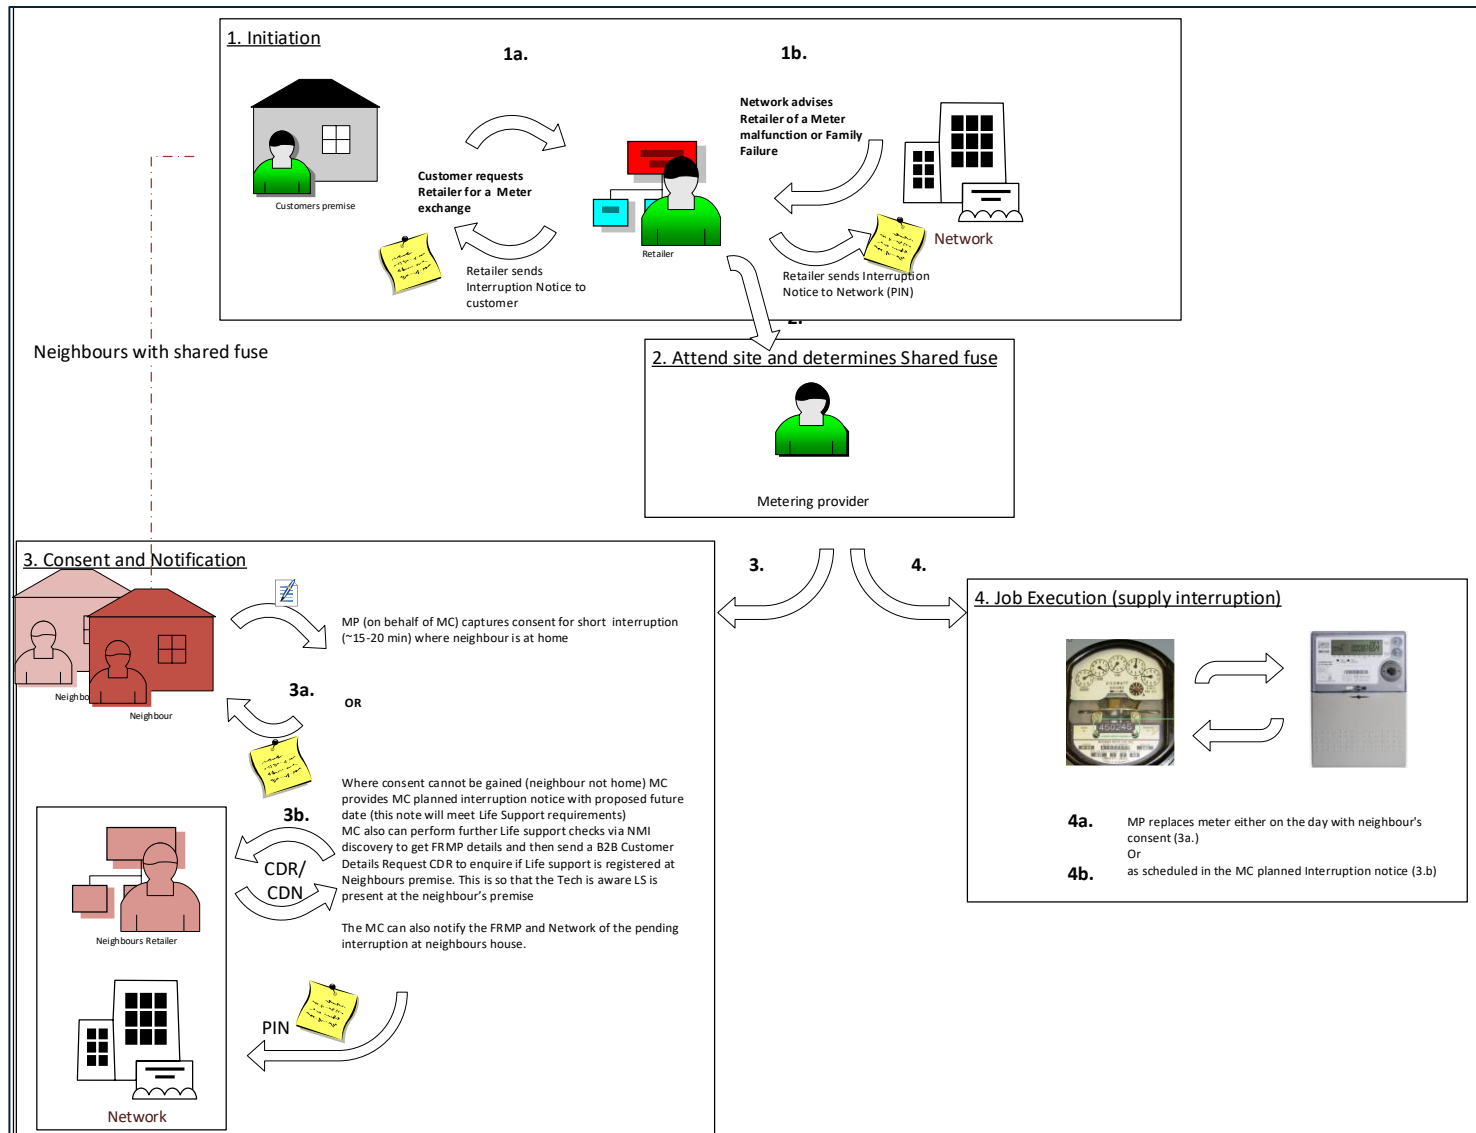 1. Initiation
1a.
1b.
Network advises
Retailer of a Meter
malfunction or Family
Failure
Customers premise
Customer requests
Retailer for a Meter
exchange
Retailer
Network
Retailer sends
Interruption Notice to
customer
Retailer sends Interruption
Notice to Network (PIN)
2.
Neighbours with shared fuse
2. Attend site and determines Shared fuse
Metering provider
3. Consent and Notification
3.
4.
MP (on behalf of MC) captures consent for short interruption
(~15-20 min) where neighbour is at home
Neighbour
3a.
OR
Where consent cannot be gained (neighbour not home) MC
provides MC planned interruption notice with proposed future
date (this note will meet Life Support requirements)
MC also can perform further Life support checks via NMI
discovery to get FRMP details and then send a B2B Customer
Details Request CDR to enquire if Life support is registered at
Neighbours premise. This is so that the Tech is aware LS is
present at the neighbour's premise
The MC can also notify the FRMP and Network of the pending
interruption at neighbours house.
3b.
CDR/
CDN
Neighbours Retailer
PIN
Network
4. Job Execution (supply interruption)
4a.
MP replaces meter either on the day with neighbour's
consent (3a.)
Or
4b.
as scheduled in the MC planned Interruption notice (3.b)